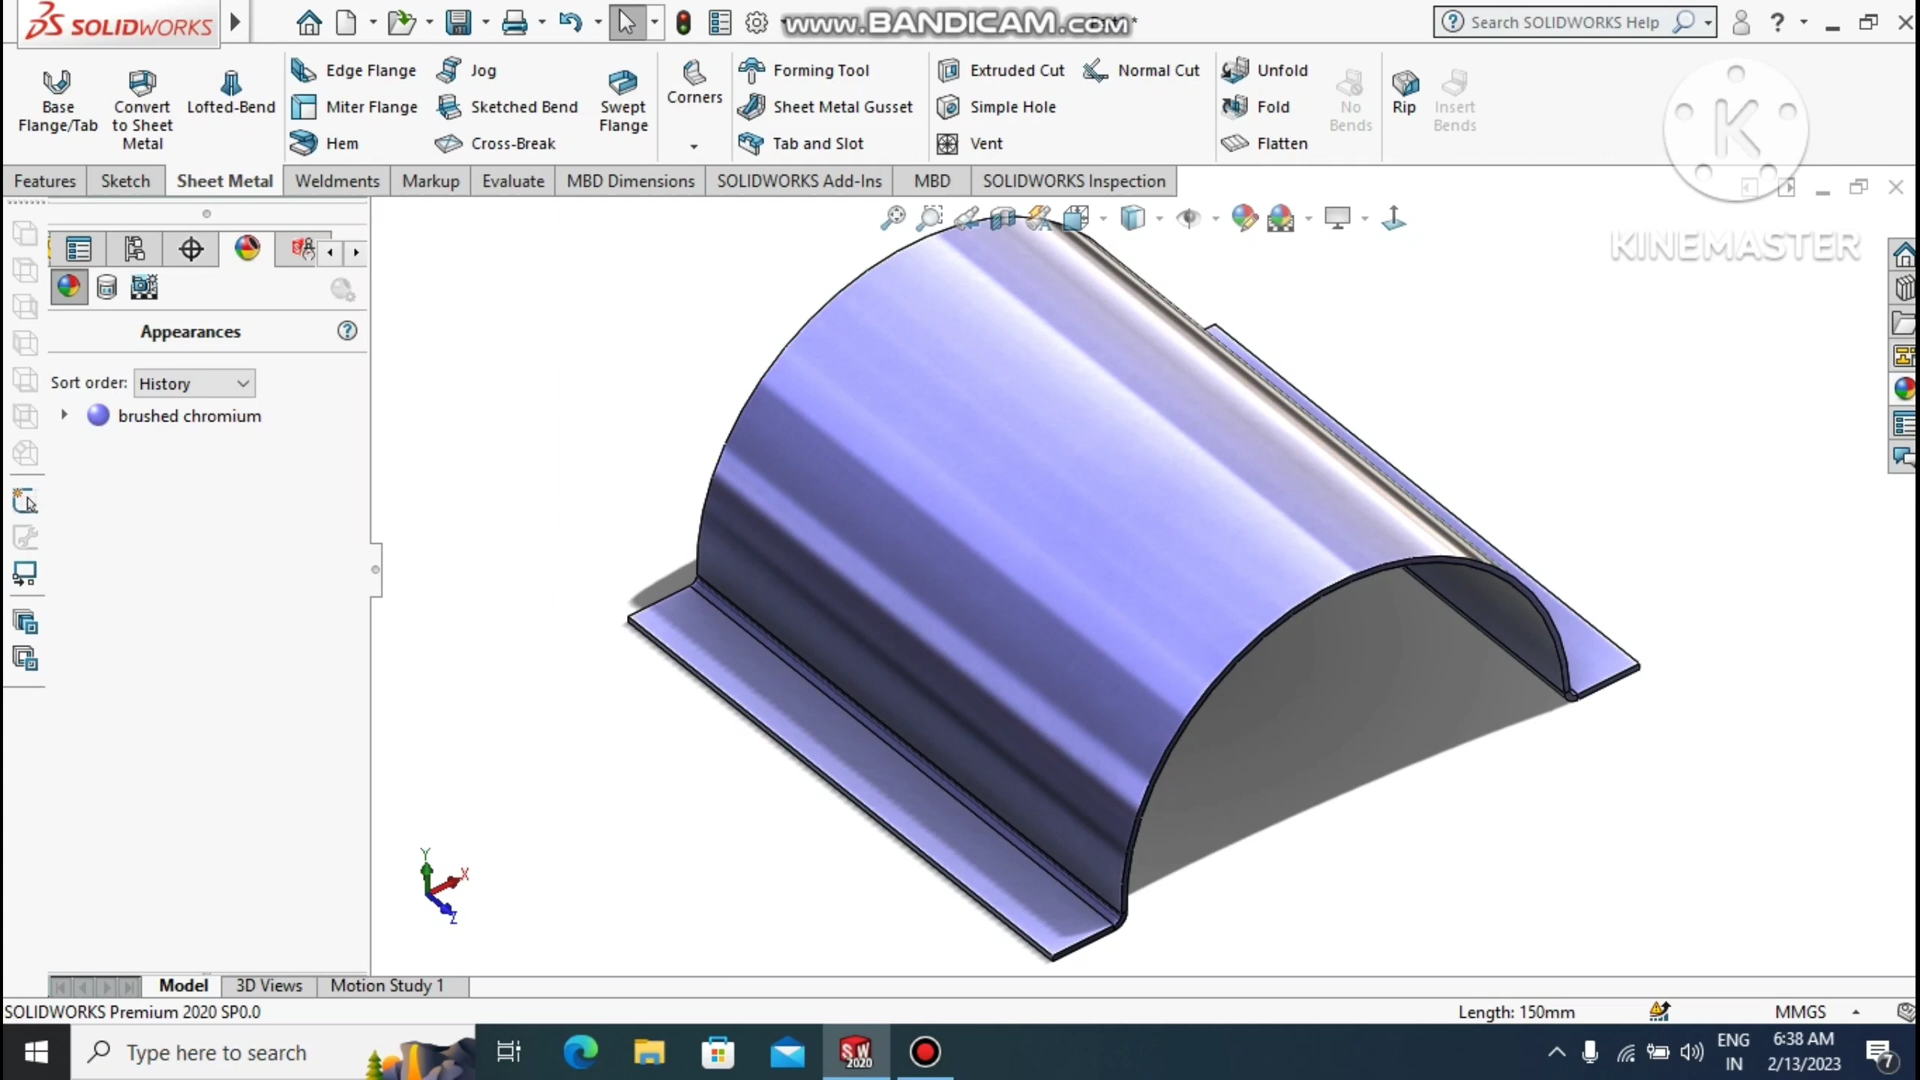 SOLIDWORKS
www.BANDICAM.com
Search SOLIDWORKS Help
?
Base Flange/Tab
Convert to Sheet Metal
Lofted-Bend
Edge Flange
Miter Flange
Hem
Jog
Sketched Bend
Cross-Break
Swept Flange
Corners
Forming Tool
Sheet Metal Gusset
Tab and Slot
Extruded Cut
Simple Hole
Vent
Normal Cut
Unfold
Fold
Flatten
No Bends
Rip
Insert Bends
K
KINEMASTER
Features
Sketch
Sheet Metal
Weldments
Markup
Evaluate
MBD Dimensions
SOLIDWORKS Add-Ins
MBD
SOLIDWORKS Inspection
Appearances
Sort order: History
brushed chromium
Y
X
Z
Model
3D Views
Motion Study 1
SOLIDWORKS Premium 2020 SP0.0
Length: 150mm
MMGS
Type here to search
SW 2020
ENG IN
6:38 AM
2/13/2023
7